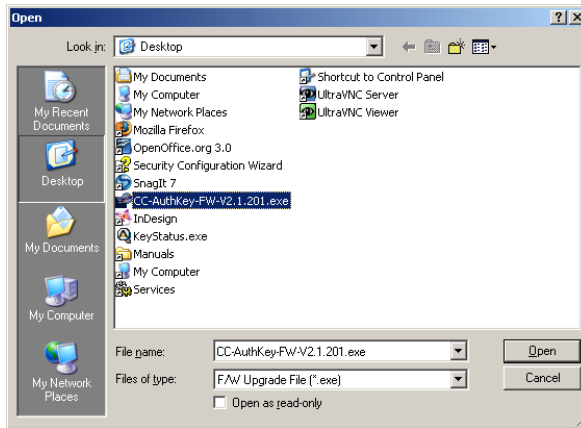 Open
Look in:
Desktop
My Recent
Documents
Desktop
My Documents
My Computer
My Network
Places
My Documents
My Computer
My Network Places
Mozilla Firefox
OpenOffice.org 3.0
Security Configuration Wizard
SnagIt 7
CC-AuthKey-FW-V2.1.201.exe
InDesign
KeyStatus.exe
Manuals
My Computer
Services
Shortcut to Control Panel
UltraVNC Server
UltraVNC Viewer
File name:
CC-AuthKey-FW-V2.1.201.exe
Open
Files of type:
F/W Upgrade File (*.exe)
Cancel
Open as read-only